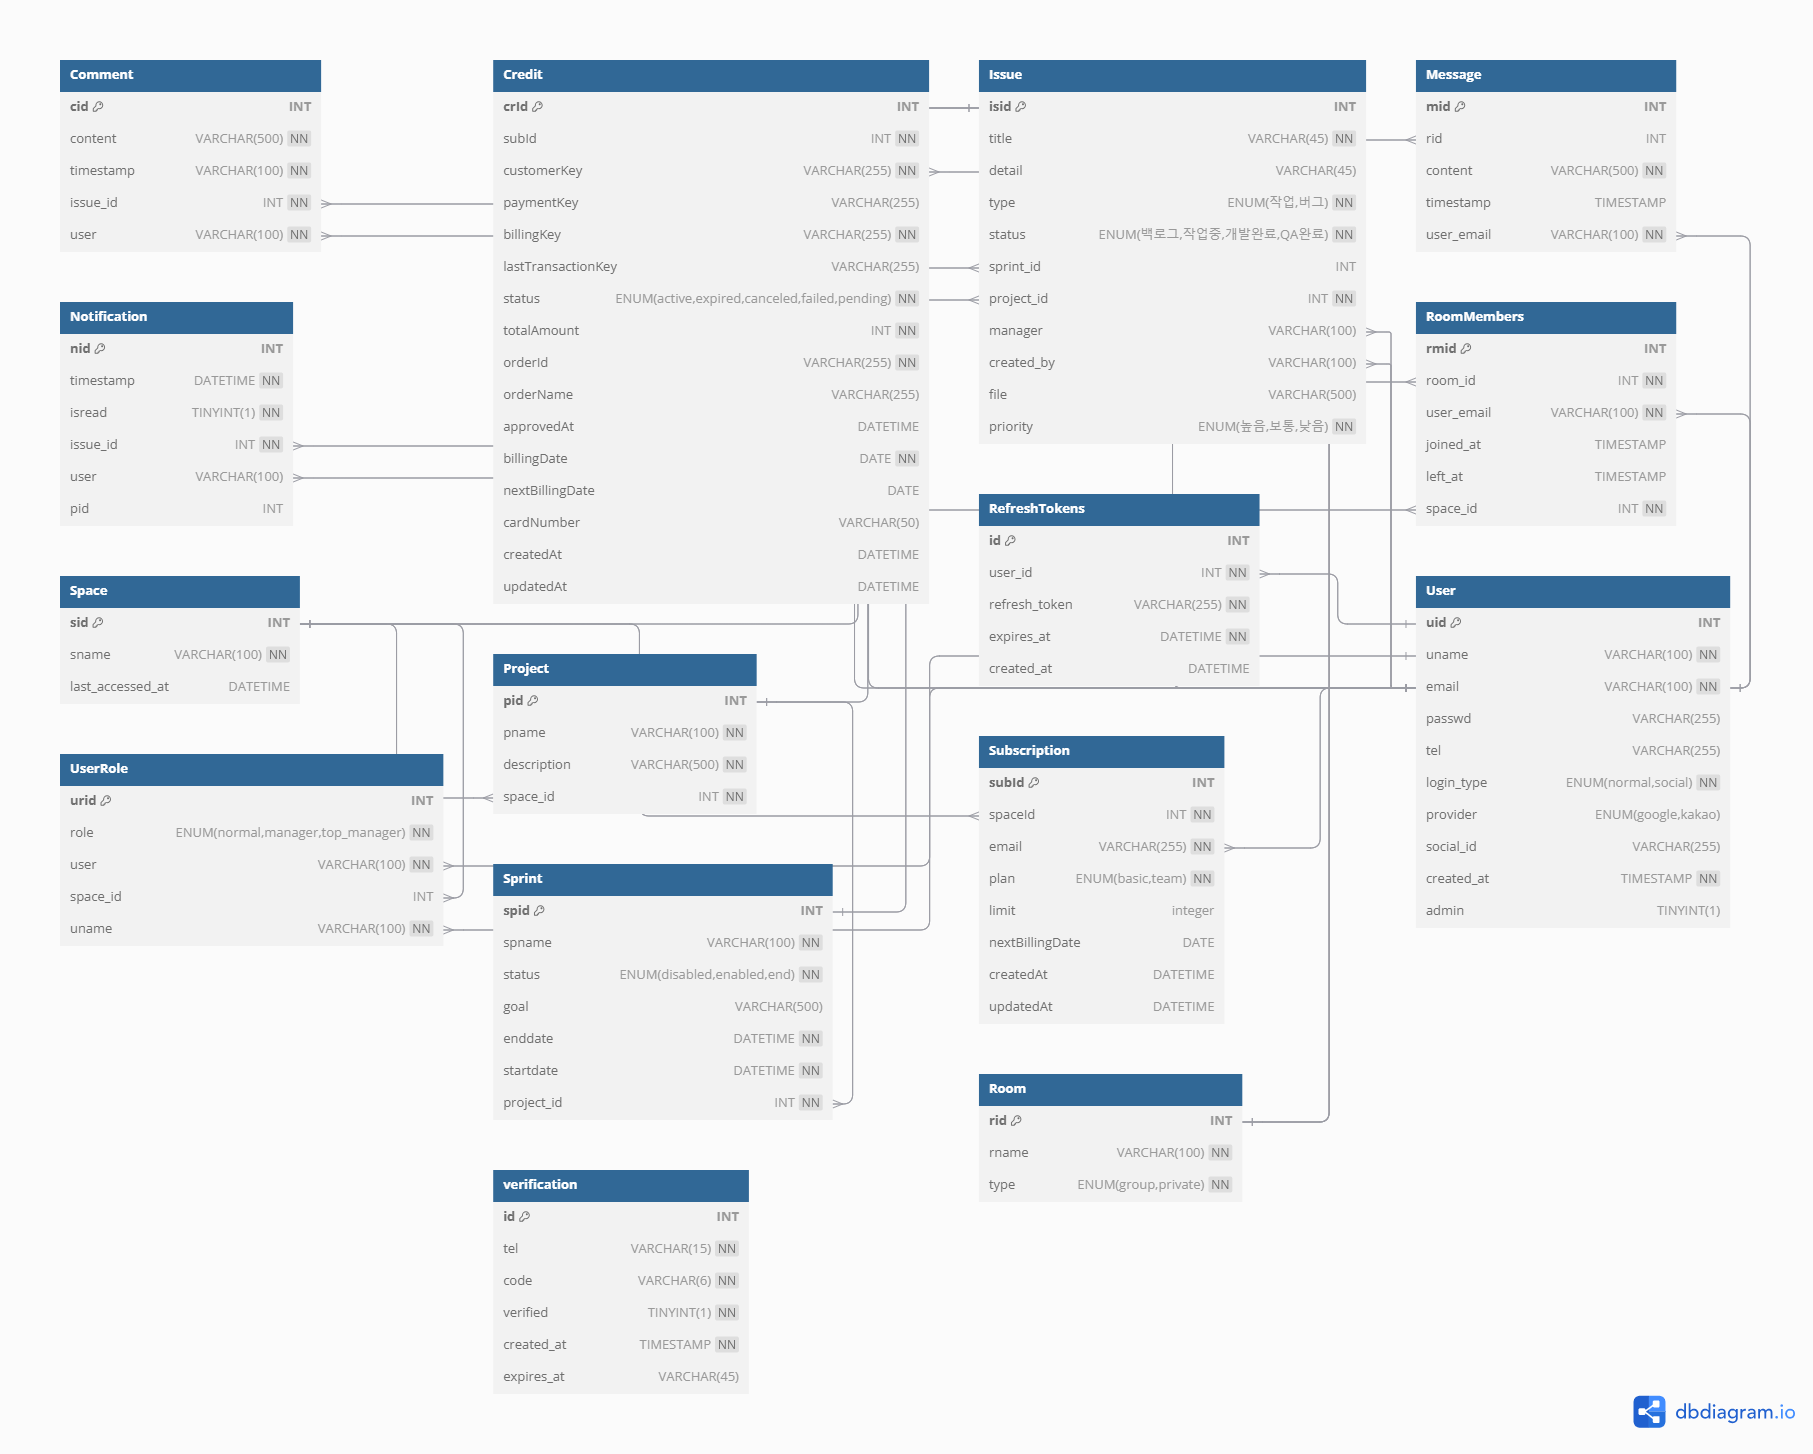 Comment
cid INT
content VARCHAR(500) NN
timestamp VARCHAR(100) NN
issue_id INT NN
user VARCHAR(100) NN
Notification
nid INT
timestamp DATETIME NN
isread TINYINT(1) NN
issue_id INT NN
user VARCHAR(100) NN
pid INT
Space
sid INT
sname VARCHAR(100) NN
last_accessed_at DATETIME
UserRole
urid INT
role ENUM(normal,manager,top_manager) NN
user VARCHAR(100) NN
space_id INT
uname VARCHAR(100) NN
Credit
crId INT
subId INT NN
customerKey VARCHAR(255) NN
paymentKey VARCHAR(255)
billingKey VARCHAR(255) NN
lastTransactionKey VARCHAR(255)
status ENUM(active,expired,canceled,failed,pending) NN
totalAmount INT NN
orderId VARCHAR(255) NN
orderName VARCHAR(255)
approvedAt DATETIME
billingDate DATE NN
nextBillingDate DATE
cardNumber VARCHAR(50)
createdAt DATETIME
updatedAt DATETIME
Project
pid INT
pname VARCHAR(100) NN
description VARCHAR(500) NN
space_id INT NN
Sprint
spid INT
spname VARCHAR(100) NN
status ENUM(disabled,enabled,end) NN
goal VARCHAR(500)
enddate DATETIME NN
startdate DATETIME NN
project_id INT NN
verification
id INT
tel VARCHAR(15) NN
code VARCHAR(6) NN
verified TINYINT(1) NN
created_at TIMESTAMP NN
expires_at VARCHAR(45)
Issue
isid INT
title VARCHAR(45) NN
detail VARCHAR(45)
type ENUM(작업,버그) NN
status ENUM(백로그,작업중,개발완료,QA완료) NN
sprint_id INT
project_id INT NN
manager VARCHAR(100)
created_by VARCHAR(100)
file VARCHAR(500)
priority ENUM(높음,보통,낮음) NN
RefreshTokens
id INT
user_id INT NN
refresh_token VARCHAR(255) NN
expires_at DATETIME NN
created_at DATETIME
Subscription
subId INT
spaceId INT NN
email VARCHAR(255) NN
plan ENUM(basic,team) NN
limit integer
nextBillingDate DATE
createdAt DATETIME
updatedAt DATETIME
Room
rid INT
rname VARCHAR(100) NN
type ENUM(group,private) NN
Message
mid INT
rid INT
content VARCHAR(500) NN
timestamp TIMESTAMP
user_email VARCHAR(100) NN
RoomMembers
rmid INT
room_id INT NN
user_email VARCHAR(100) NN
joined_at TIMESTAMP
left_at TIMESTAMP
space_id INT NN
User
uid INT
uname VARCHAR(100) NN
email VARCHAR(100) NN
passwd VARCHAR(255)
tel VARCHAR(255)
login_type ENUM(normal,social) NN
provider ENUM(google,kakao)
social_id VARCHAR(255)
created_at TIMESTAMP NN
admin TINYINT(1)
dbdiagram.io